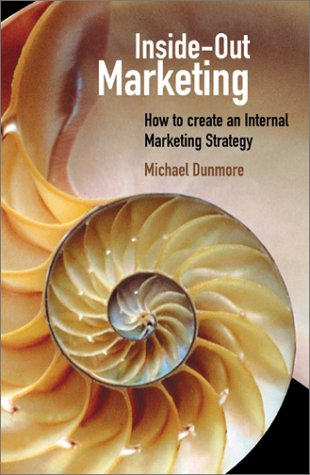 Inside-Out
Marketing
How to create an Internal
Marketing Strategy
Michael Dunmore